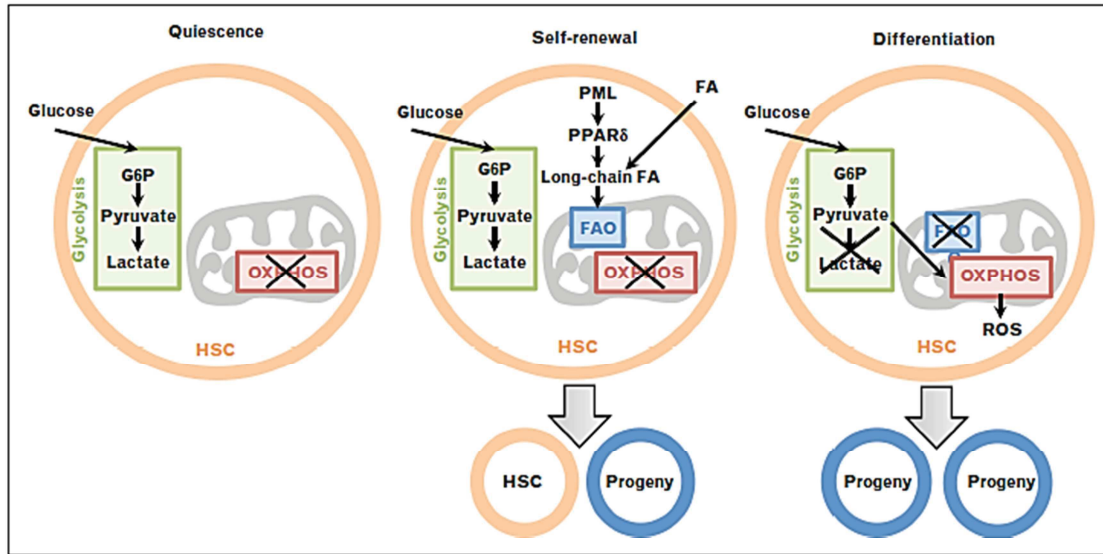 Quiescence
Glucose
Glycolysis
G6P
Pyruvate
Lactate
OXPHOS
HSC
Self-renewal
Glucose
Glycolysis
G6P
Pyruvate
Lactate
PML
PPARδ
FA
Long-chain FA
FAO
OXPHOS
HSC
HSC
Progeny
Differentiation
Glucose
Glycolysis
G6P
Pyruvate
Lactate
FAO
OXPHOS
ROS
HSC
Progeny
Progeny